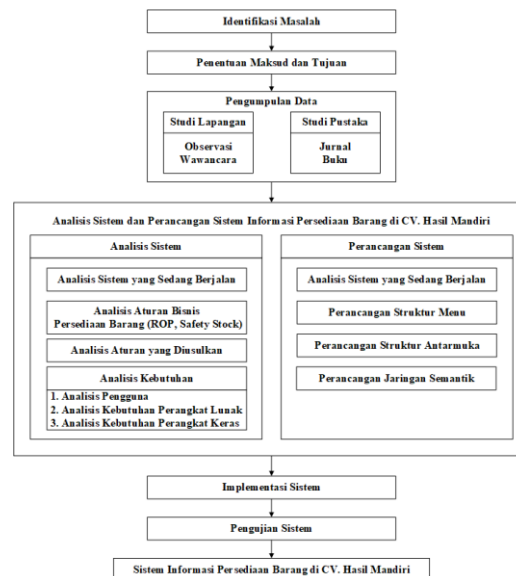 Identifikasi Masalah
Penentuan Maksud dan Tujuan
Pengumpulan Data
Studi Lapangan
Observasi
Wawancara
Studi Pustaka
Jurnal
Buku
Analisis Sistem dan Perancangan Sistem Informasi Persediaan Barang di CV. Hasil Mandiri
Analisis Sistem
Analisis Sistem yang Sedang Berjalan
Analisis Aturan Bisnis
Persediaan Barang (ROP, Safety Stock)
Analisis Aturan yang Diusulkan
Analisis Kebutuhan
1. Analisis Pengguna
2. Analisis Kebutuhan Perangkat Lunak
3. Analisis Kebutuhan Perangkat Keras
Perancangan Sistem
Analisis Sistem yang Sedang Berjalan
Perancangan Struktur Menu
Perancangan Struktur Antarmuka
Perancangan Jaringan Semantik
Implementasi Sistem
Pengujian Sistem
Sistem Informasi Persediaan Barang di CV. Hasil Mandiri